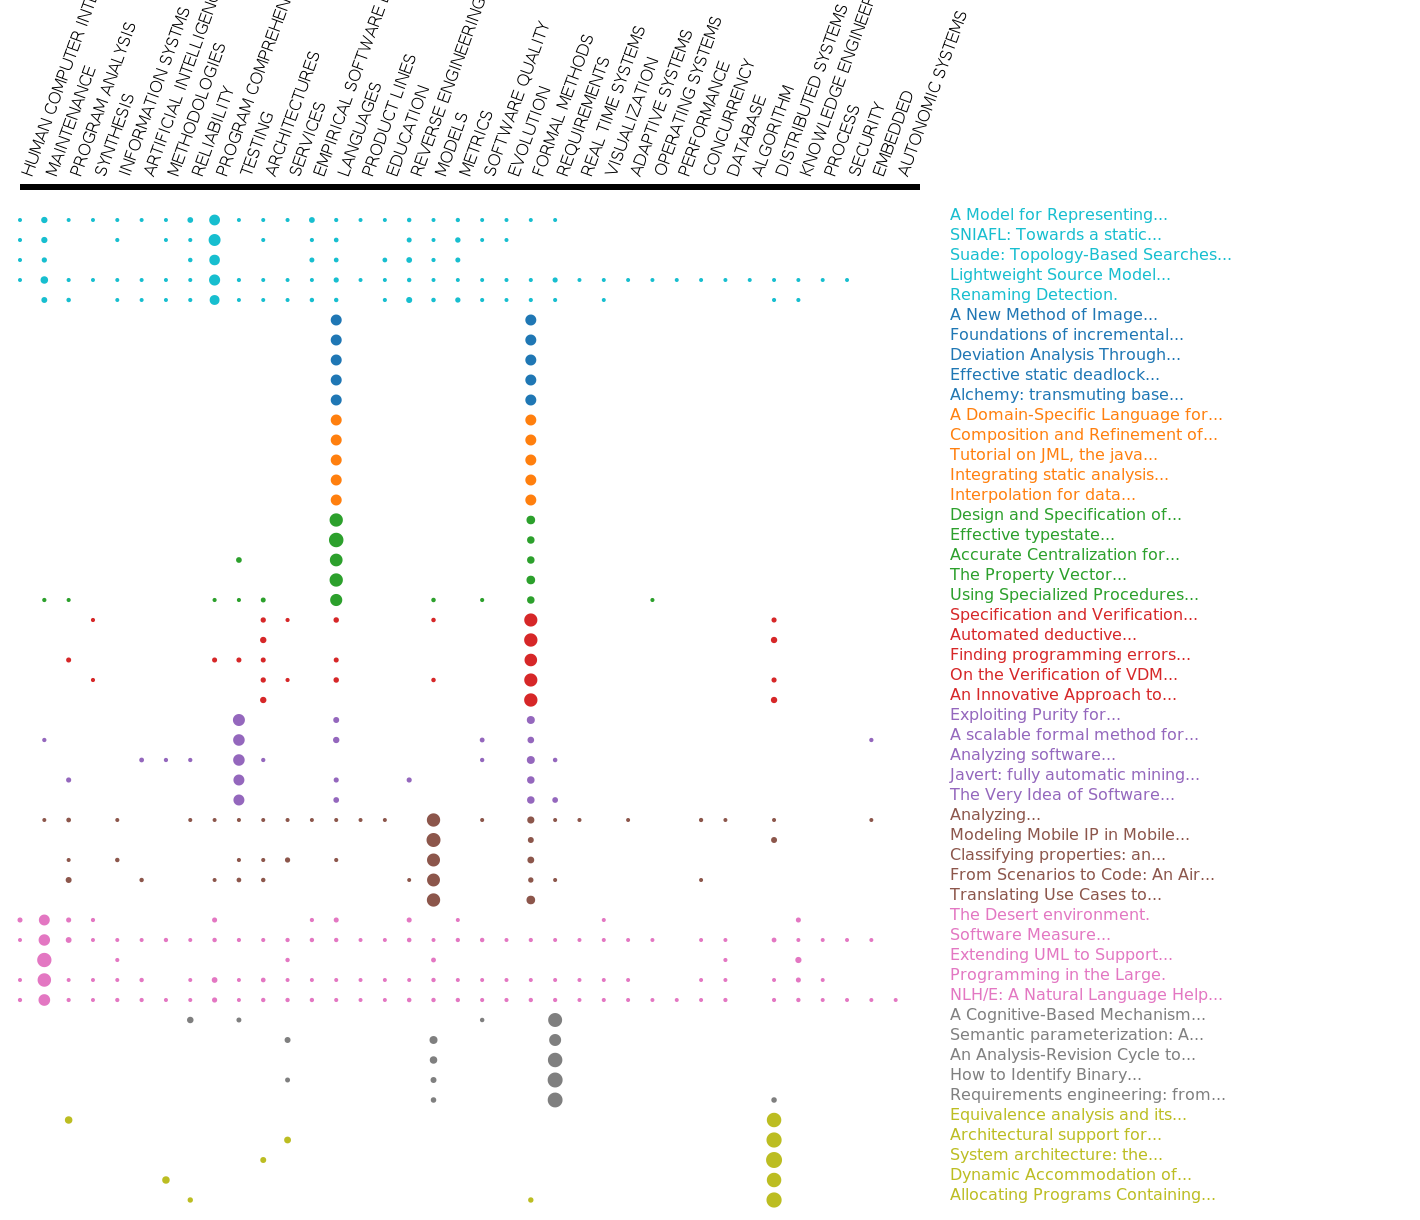 HUMAN COMPUTER
MAINTENANCE
PROGRAM ANALYSIS
SYNTHESIS
INFORMATION SYSTMS
ARTIFICIAL
METHODOLOGIES
RELIABILITY
PROGRAM
TESTING
ARCHITECTURES
SERVICES
EMPIRICAL SOFTWARE
LANGUAGES
PRODUCT LINES
EDUCATION
REVERSE ENGINEERING
MODELS
METRICS
SOFTWARE QUALITY
EVOLUTION
FORMAL METHODS
REQUIREMENTS
REAL TIME SYSTEMS
VISUALIZATION
ADAPTIVE SYSTEMS
OPERATING SYSTEMS
PERFORMANCE
CONCURRENCY
DATABASE
ALGORITHM
DISTRIBUTED SYSTEMS
KNOWLEDGE
PROCESS
SECURITY
EMBEDDED
AUTONOMIC SYSTEMS
A Model for Representing...
SNIAFL: Towards a static...
Suade: Topology-Based Searches...
Lightweight Source Model...
Renaming Detection.
A New Method of Image...
Foundations of incremental...
Deviation Analysis Through...
Effective static deadlock...
Alchemy: transmuting base...
A Domain-Specific Language for...
Composition and Refinement of...
Tutorial on JML, the java...
Integrating static analysis...
Interpolation for data...
Design and Specification of...
Effective typestate...
Accurate Centralization for...
The Property Vector...
Using Specialized Procedures...
Specification and Verification...
Automated deductive...
Finding programming errors...
On the Verification of VDM...
An Innovative Approach to...
Exploiting Purity for...
A scalable formal method for...
Analyzing software...
Javert: fully automatic mining...
The Very Idea of Software...
Analyzing...
Modeling Mobile IP in Mobile...
Classifying properties: an...
From Scenarios to Code: An Air...
Translating Use Cases to...
The Desert environment.
Software Measure...
Extending UML to Support...
Programming in the Large.
NLH/E: A Natural Language Help...
A Cognitive-Based Mechanism...
Semantic parameterization: A...
An Analysis-Revision Cycle to...
How to Identify Binary...
Requirements engineering: from...
Equivalence analysis and its...
Architectural support for...
System architecture: the...
Dynamic Accommodation of...
Allocating Programs Containing...